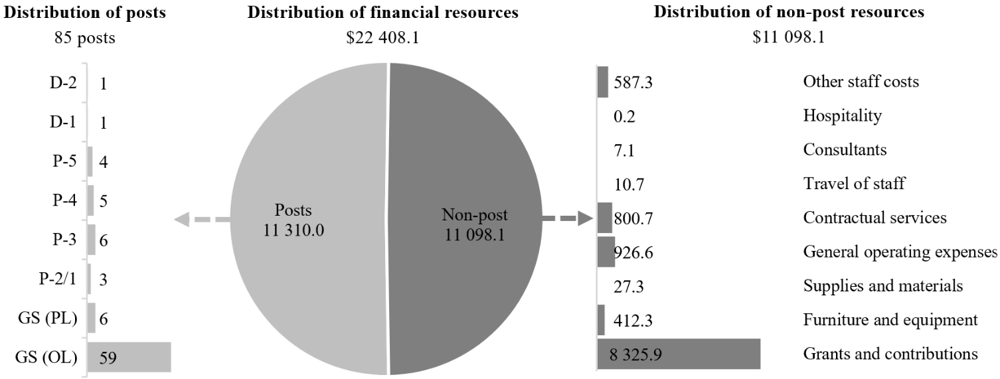 Distribution of posts
85 posts
D-2 1
D-1 1
P-5 4
P-4 5
P-3 6
P-2/1 3
GS (PL) 6
GS (OL) 59
Distribution of financial resources
$22 408.1
Posts
11 310.0
Non-post
11 098.1
Distribution of non-post resources
$11 098.1
587.3 Other staff costs
0.2 Hospitality
7.1 Consultants
10.7 Travel of staff
800.7 Contractual services
926.6 General operating expenses
27.3 Supplies and materials
412.3 Furniture and equipment
8 325.9 Grants and contributions